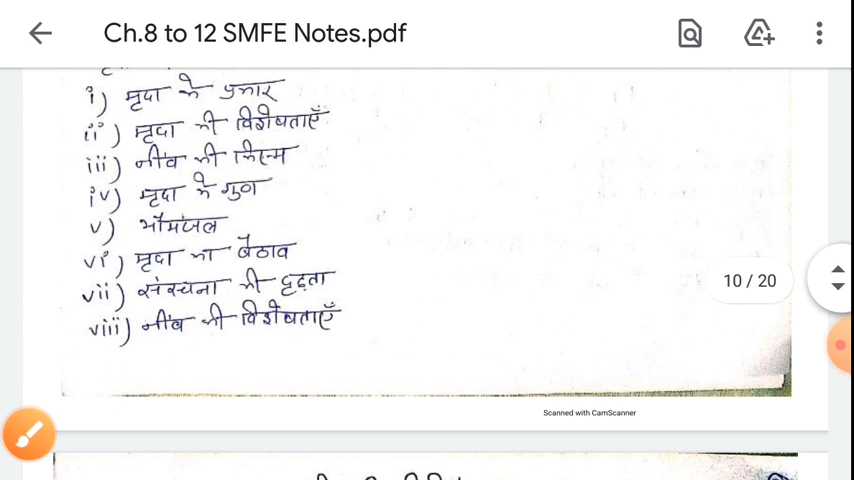 Ch.8 to 12 SMFE Notes.pdf
i) मृदा के प्रकार
ii) मृदा की विशेषताएँ
iii) नींव की किस्म
iv) मृदा के गुण
v) भौमजल
vi) मृदा का बैठाव
vii) संरचना की दृढ़ता
viii) नींव की विशेषताएँ
10 / 20
Scanned with CamScanner